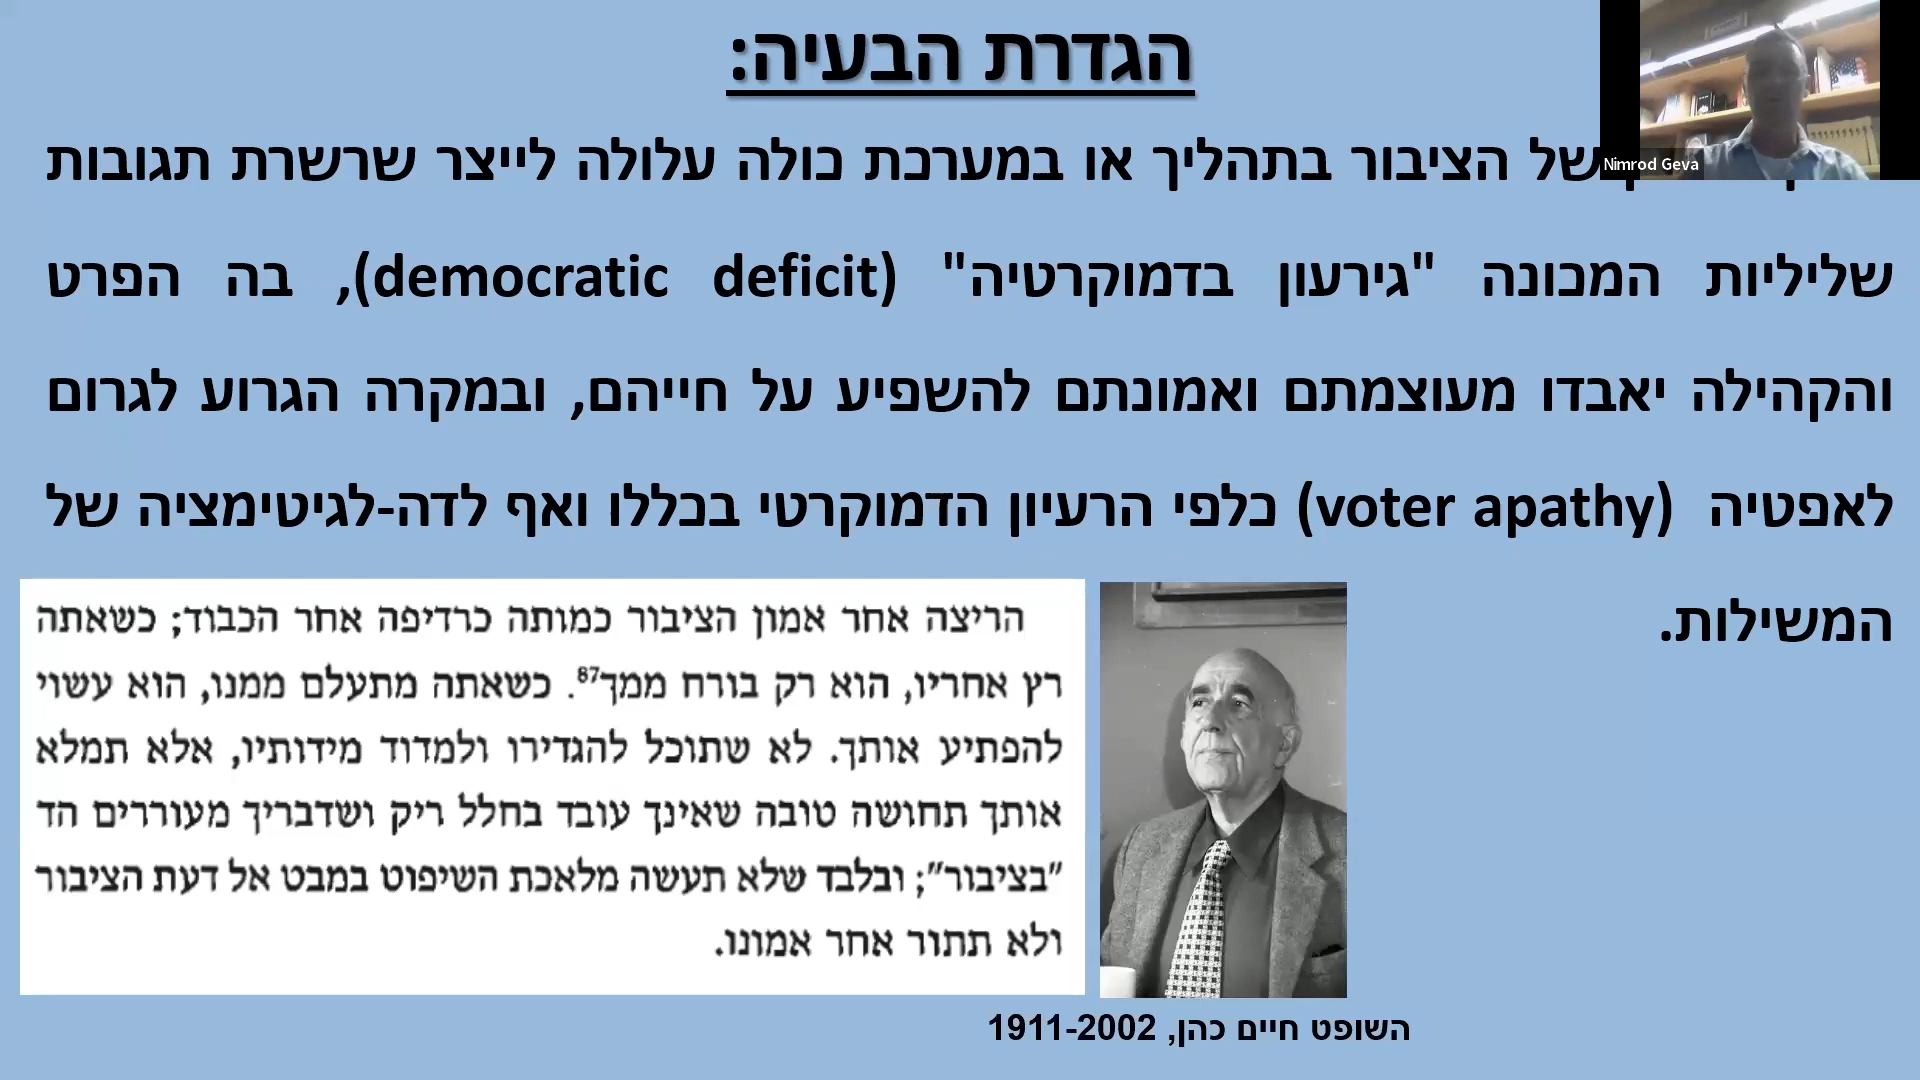 הגדרת הבעיה:
Nimrod Geva
של הציבור בתהליך או במערכת כולה עלולה לייצר שרשרת תגובות
שליליות המכונה "גירעון בדמוקרטיה" (democratic deficit), בה הפרט
והקהילה יאבדו מעוצמתם ואמונתם להשפיע על חייהם, ובמקרה הגרוע לגרום
לאפטיה (voter apathy) כלפי הרעיון הדמוקרטי בכללו ואף לדה-לגיטימציה של
המשילות.
הריצה אחר אמון הציבור כמותה כרדיפה אחר הכבוד; כשאתה
רץ אחריו, הוא רק בורח ממך87. כשאתה מתעלם ממנו, הוא עשוי
להפתיע אותך. לא שתוכל להגדירו ולמדוד מידותיו, אלא תמלא
אותך תחושה טובה שאינך עובד בחלל ריק ושדבריך מעוררים הד
"בציבור"; ובלבד שלא תעשה מלאכת השיפוט במבט אל דעת הציבור
ולא תתור אחר אמונו.
השופט חיים כהן, 1911-2002